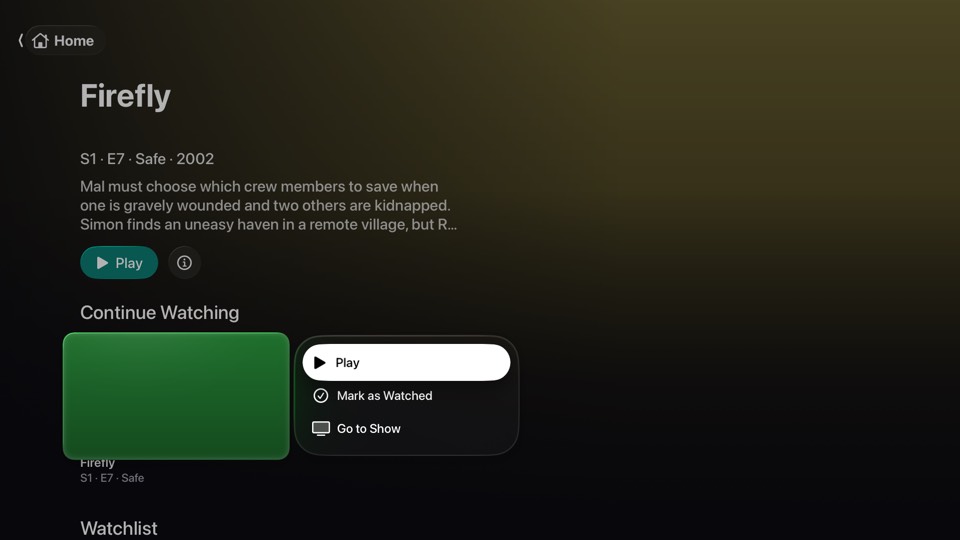 Home
Firefly
S1 · E7 · Safe · 2002
Mal must choose which crew members to save when
one is gravely wounded and two others are kidnapped.
Simon finds an uneasy haven in a remote village, but R...
Play
Continue Watching
Play
Mark as Watched
Go to Show
Firefly
S1 · E7 · Safe
Watchlist